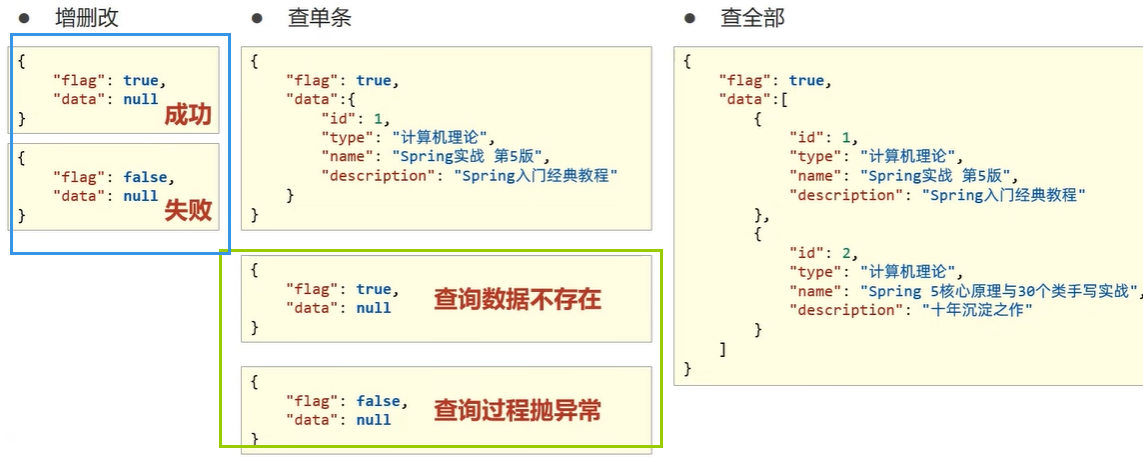 ● 增删改
{
"flag": true,
"data": null
}
成功
{
"flag": false,
"data": null
}
失败
● 查单条
{
"flag": true,
"data":{
"id": 1,
"type": "计算机理论",
"name": "Spring实战 第5版",
"description": "Spring入门经典教程"
}
}
{
"flag": true,
"data": null
}
查询数据不存在
{
"flag": false,
"data": null
}
查询过程抛异常
● 查全部
{
"flag": true,
"data":[
{
"id": 1,
"type": "计算机理论",
"name": "Spring实战 第5版",
"description": "Spring入门经典教程"
},
{
"id": 2,
"type": "计算机理论",
"name": "Spring 5核心原理与30个类手写实战",
"description": "十年沉淀之作"
}
]
}